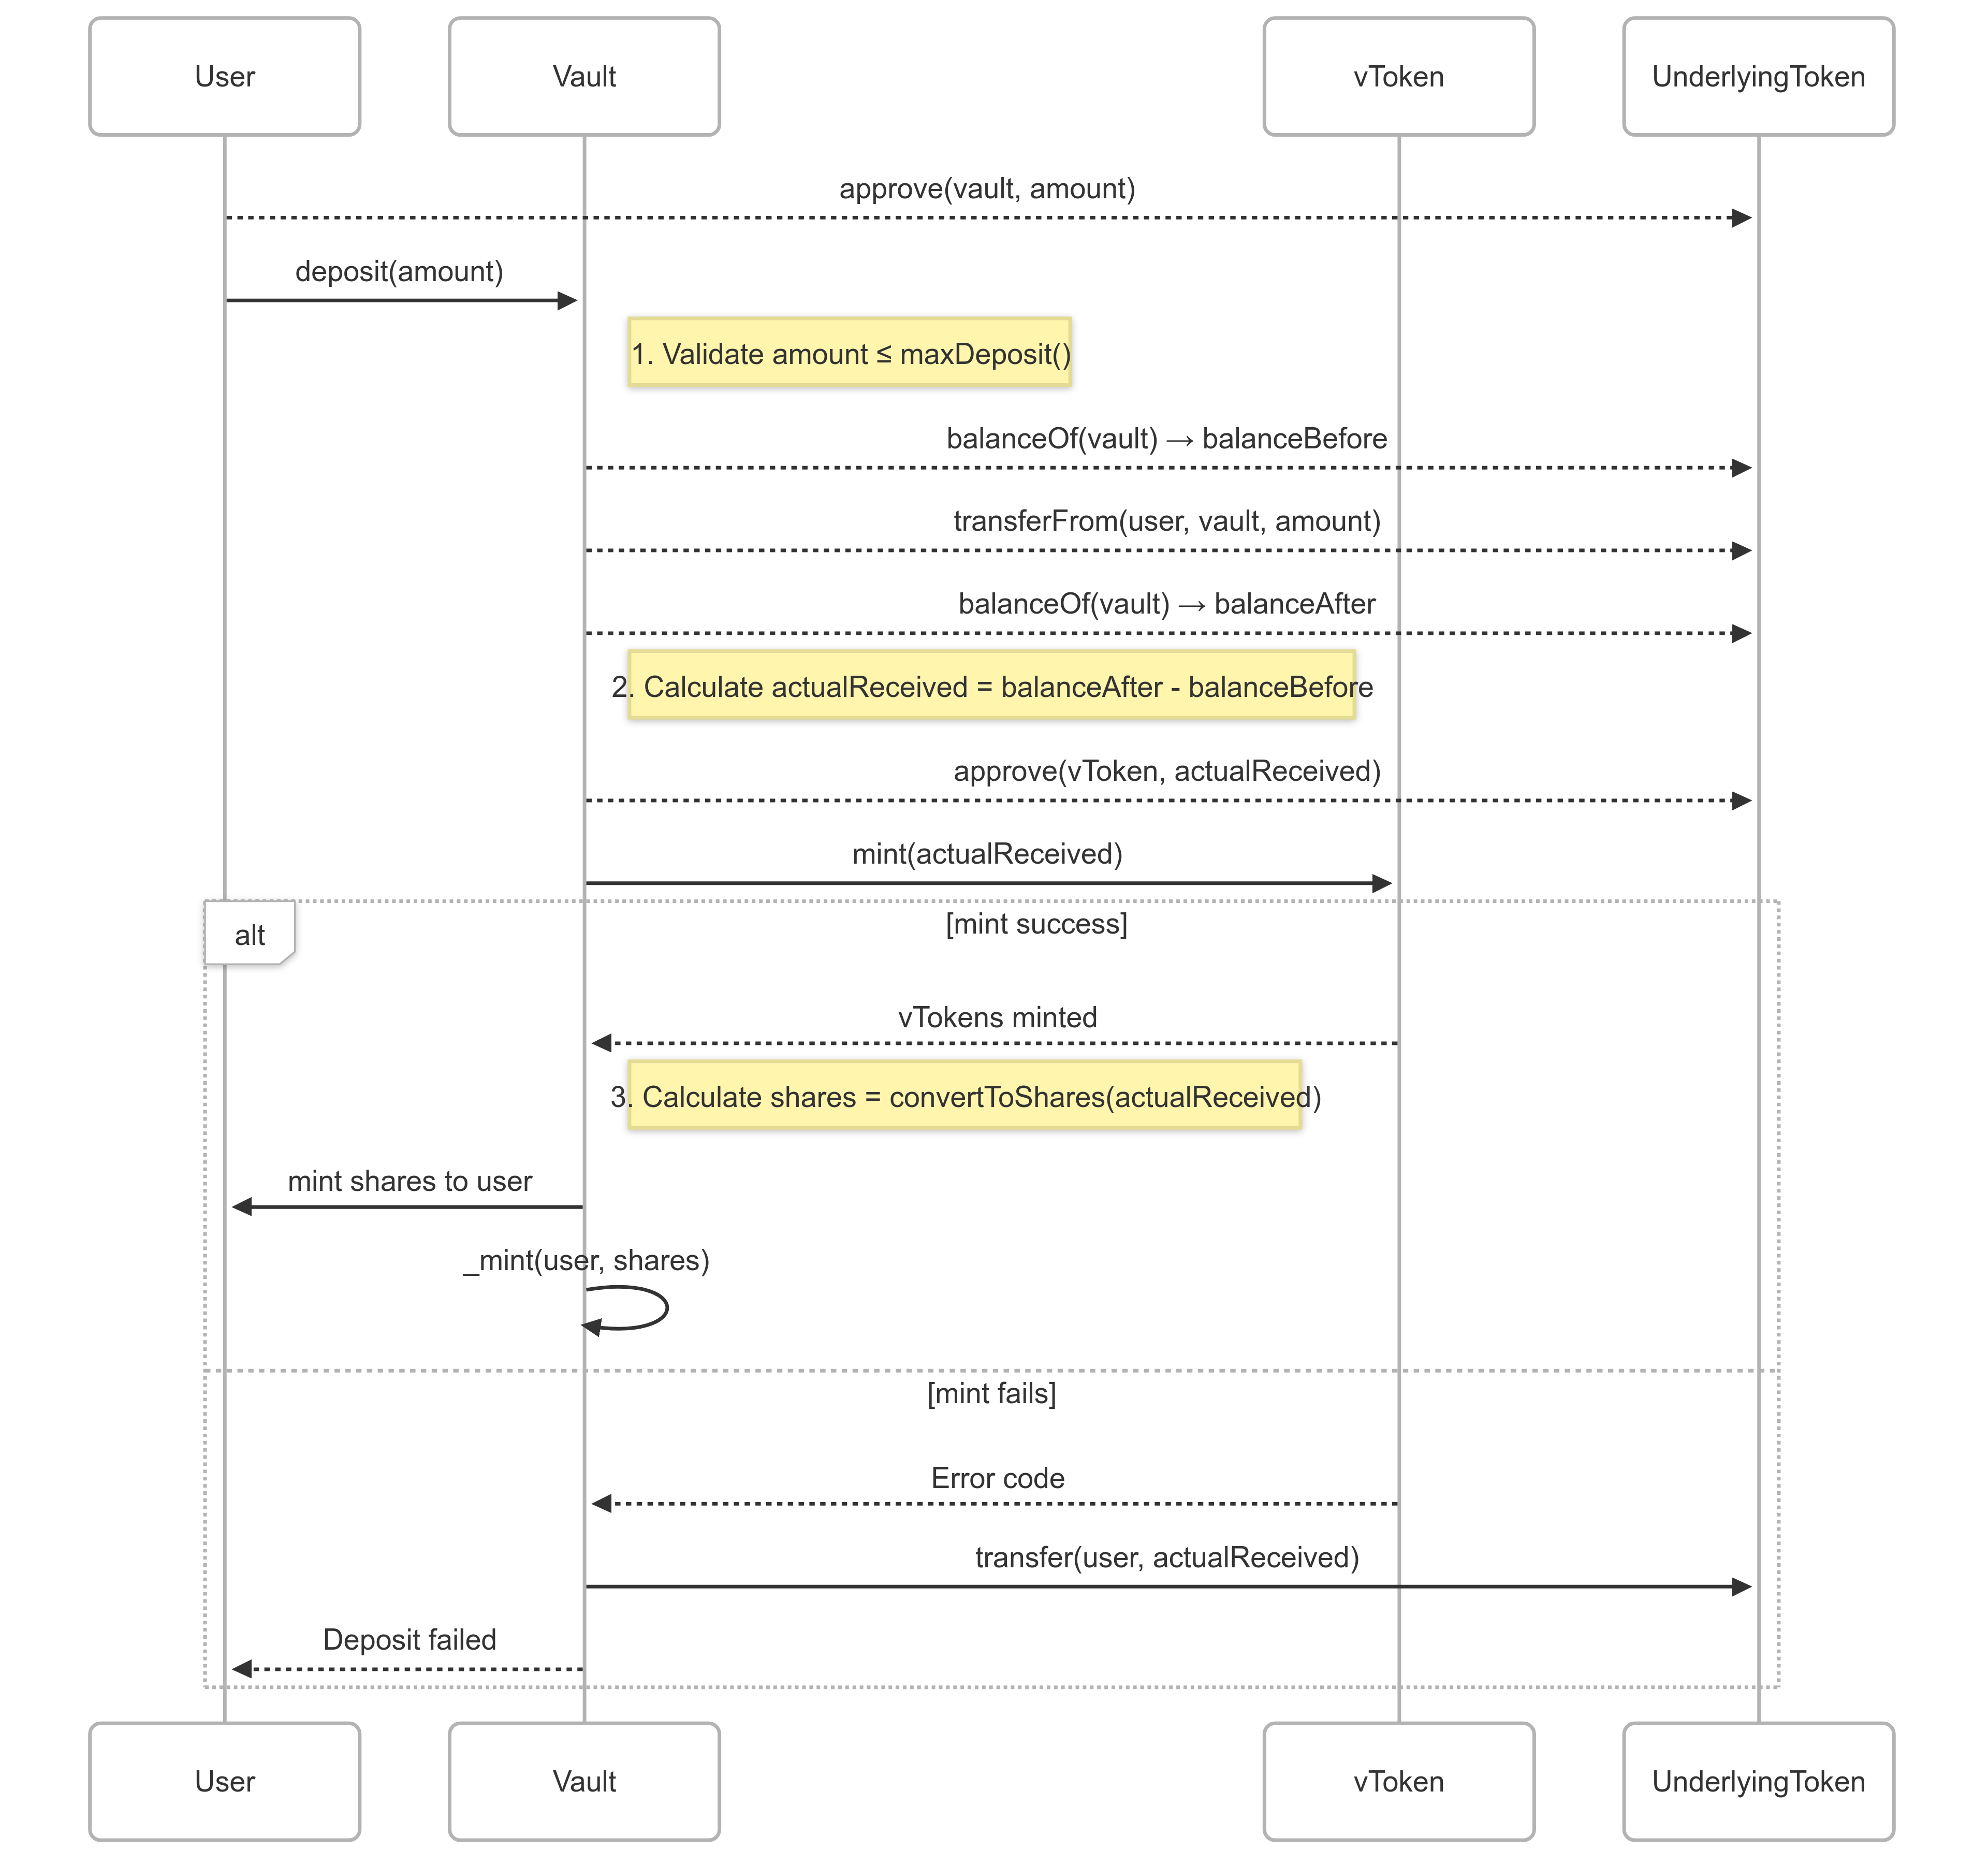 User
Vault
vToken
UnderlyingToken
approve(vault, amount)
deposit(amount)
1. Validate amount ≤ maxDeposit()
balanceOf(vault) → balanceBefore
transferFrom(user, vault, amount)
balanceOf(vault) → balanceAfter
2. Calculate actualReceived = balanceAfter - balanceBefore
approve(vToken, actualReceived)
mint(actualReceived)
alt
[mint success]
vTokens minted
3. Calculate shares = convertToShares(actualReceived)
mint shares to user
_mint(user, shares)
[mint fails]
Error code
transfer(user, actualReceived)
Deposit failed
User
Vault
vToken
UnderlyingToken